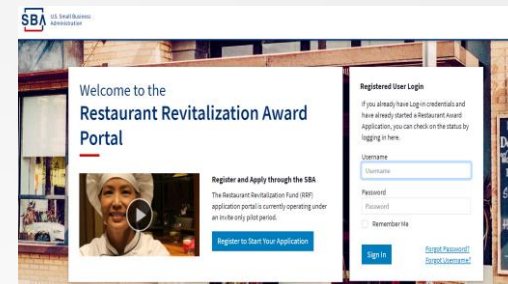 SBA
U.S. Small Business
Administration
Welcome to the
Restaurant Revitalization Award
Portal
Register and Apply through the SBA
The Restaurant Revitalization Fund (RRF)
application portal is currently operating under
an invite only pilot period.
Register to Start Your Application
Registered User Login
If you already have Log-in credentials and
have already started a Restaurant Award
Application, you can check on the status by
logging in here.
Username
Username
Password
Password
Remember Me
Sign In
Forgot Password?
Forgot Username?